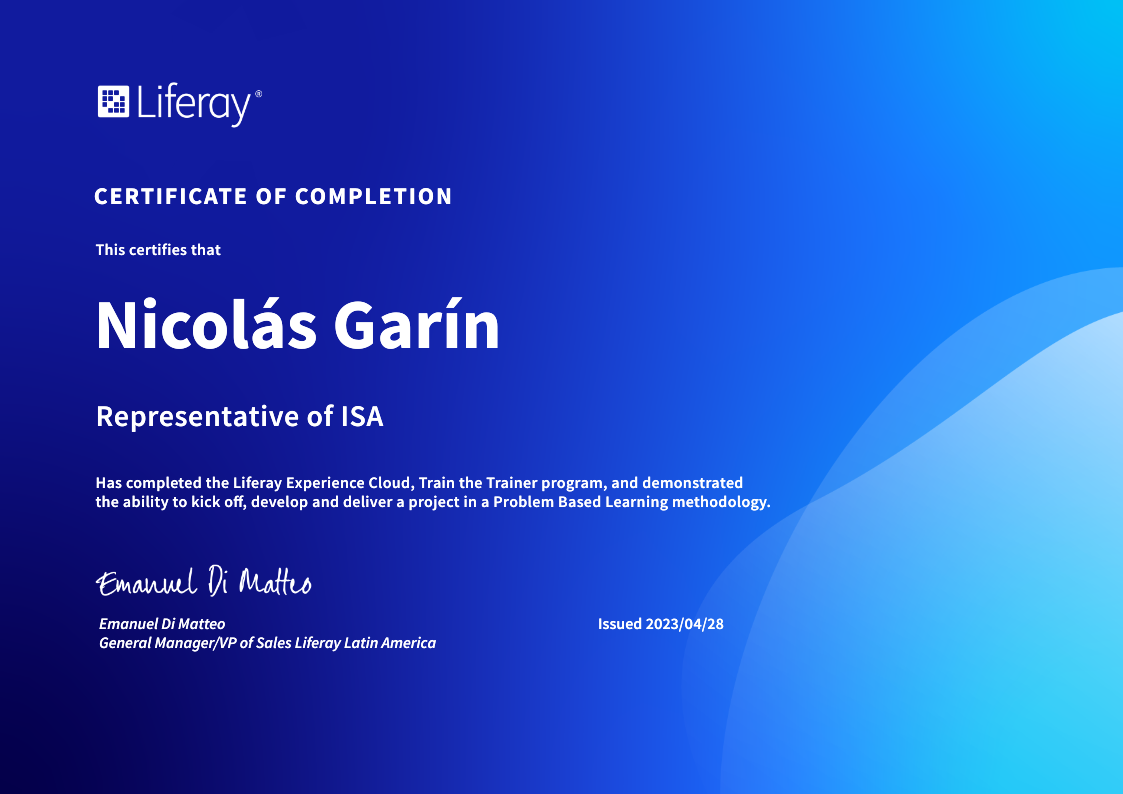 Liferay®
CERTIFICATE OF COMPLETION
This certifies that
Nicolás Garín
Representative of ISA
Has completed the Liferay Experience Cloud, Train the Trainer program, and demonstrated
the ability to kick off, develop and deliver a project in a Problem Based Learning methodology.
Emanuel Di Matteo
Emanuel Di Matteo
Issued 2023/04/28
General Manager/VP of Sales Liferay Latin America